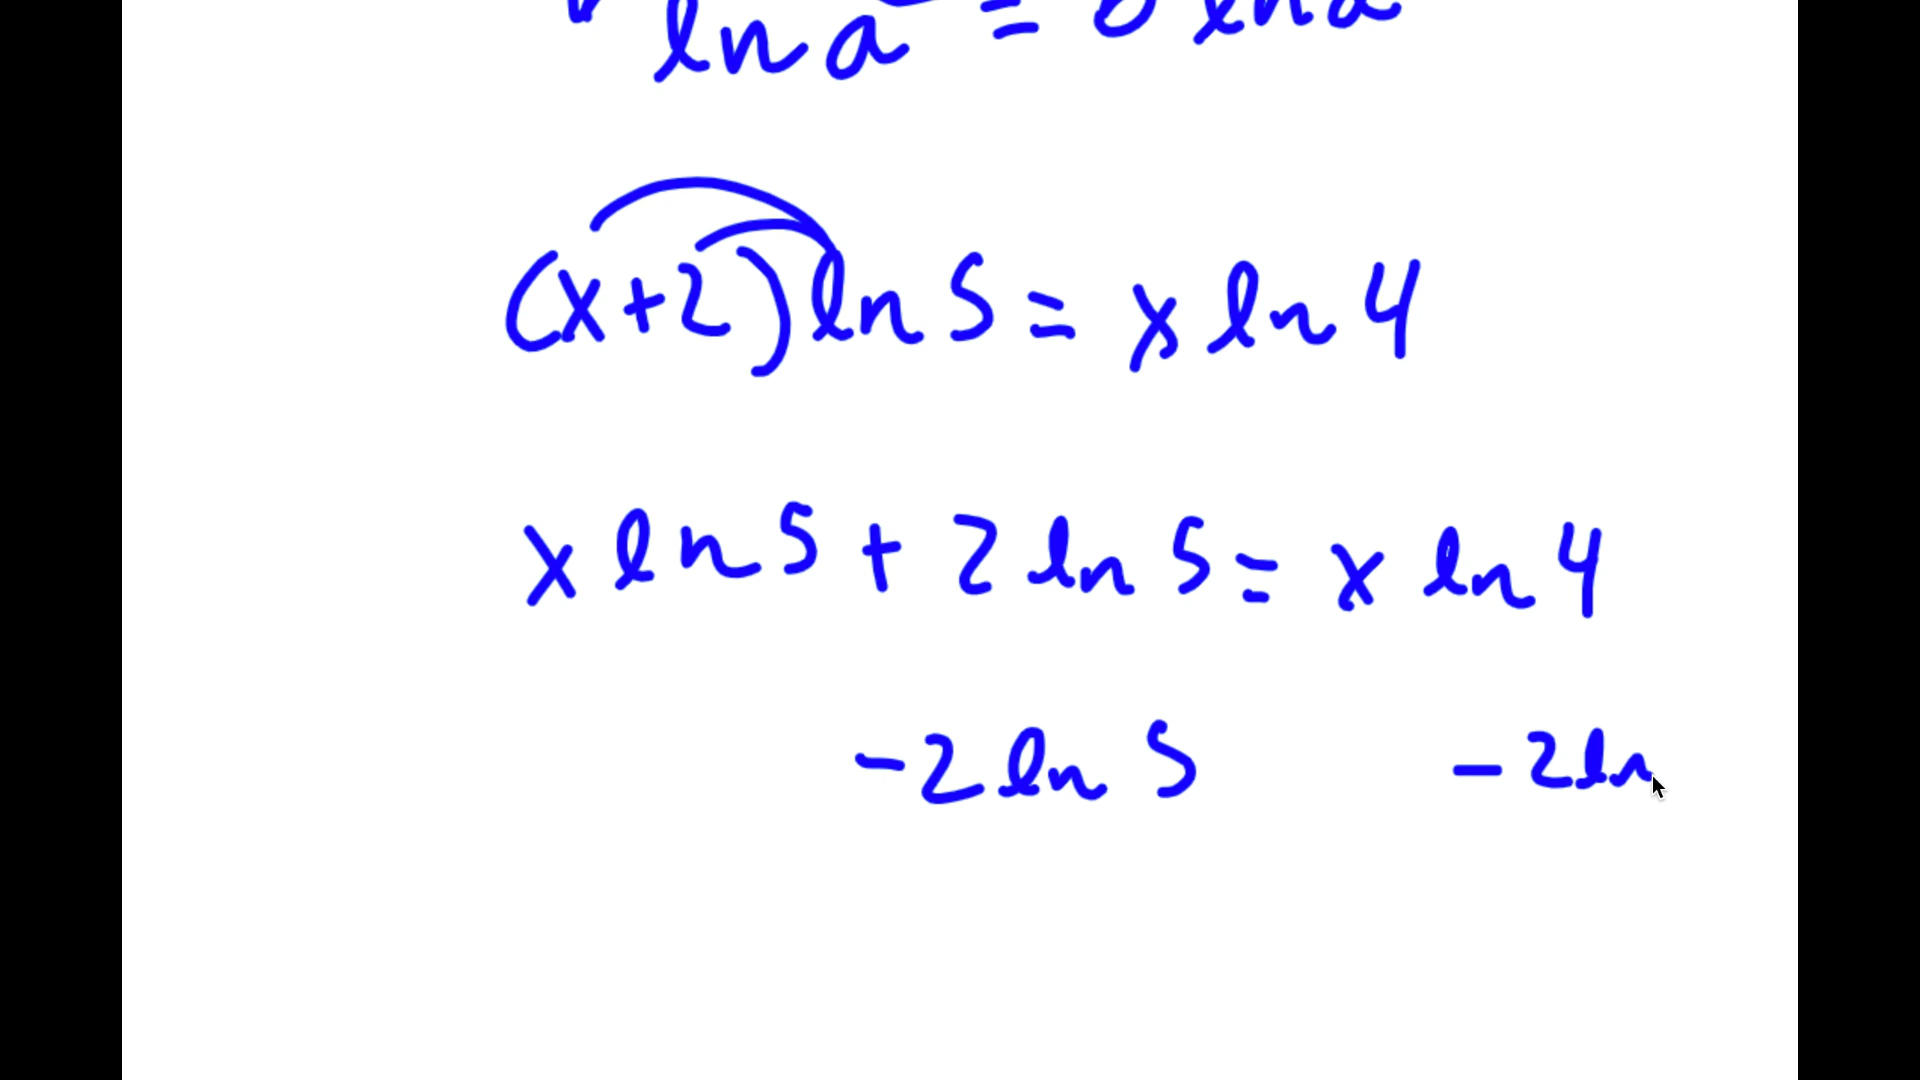 ln a = b ln a
(x+2) ln 5 = x ln 4
x ln 5 + 2 ln 5 = x ln 4
-2 ln 5 - 2 ln